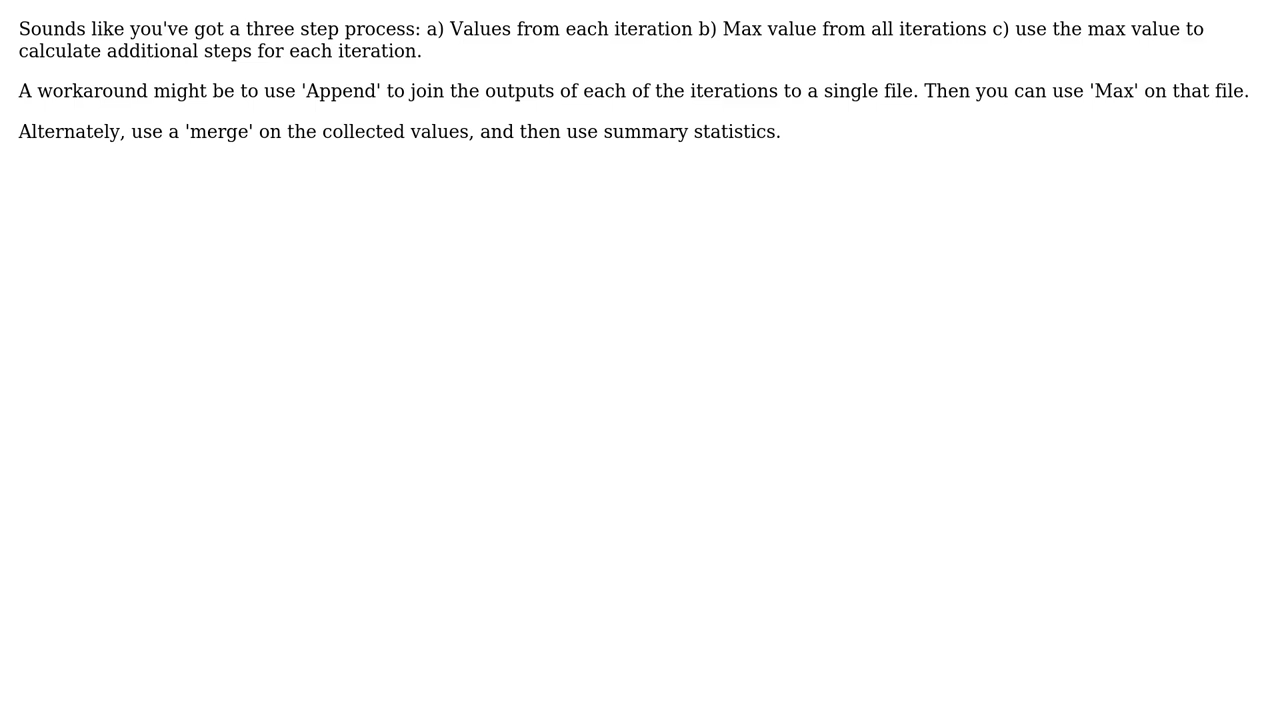 Sounds like you've got a three step process: a) Values from each iteration b) Max value from all iterations c) use the max value to
calculate additional steps for each iteration.
A workaround might be to use 'Append' to join the outputs of each of the iterations to a single file. Then you can use 'Max' on that file.
Alternately, use a 'merge' on the collected values, and then use summary statistics.